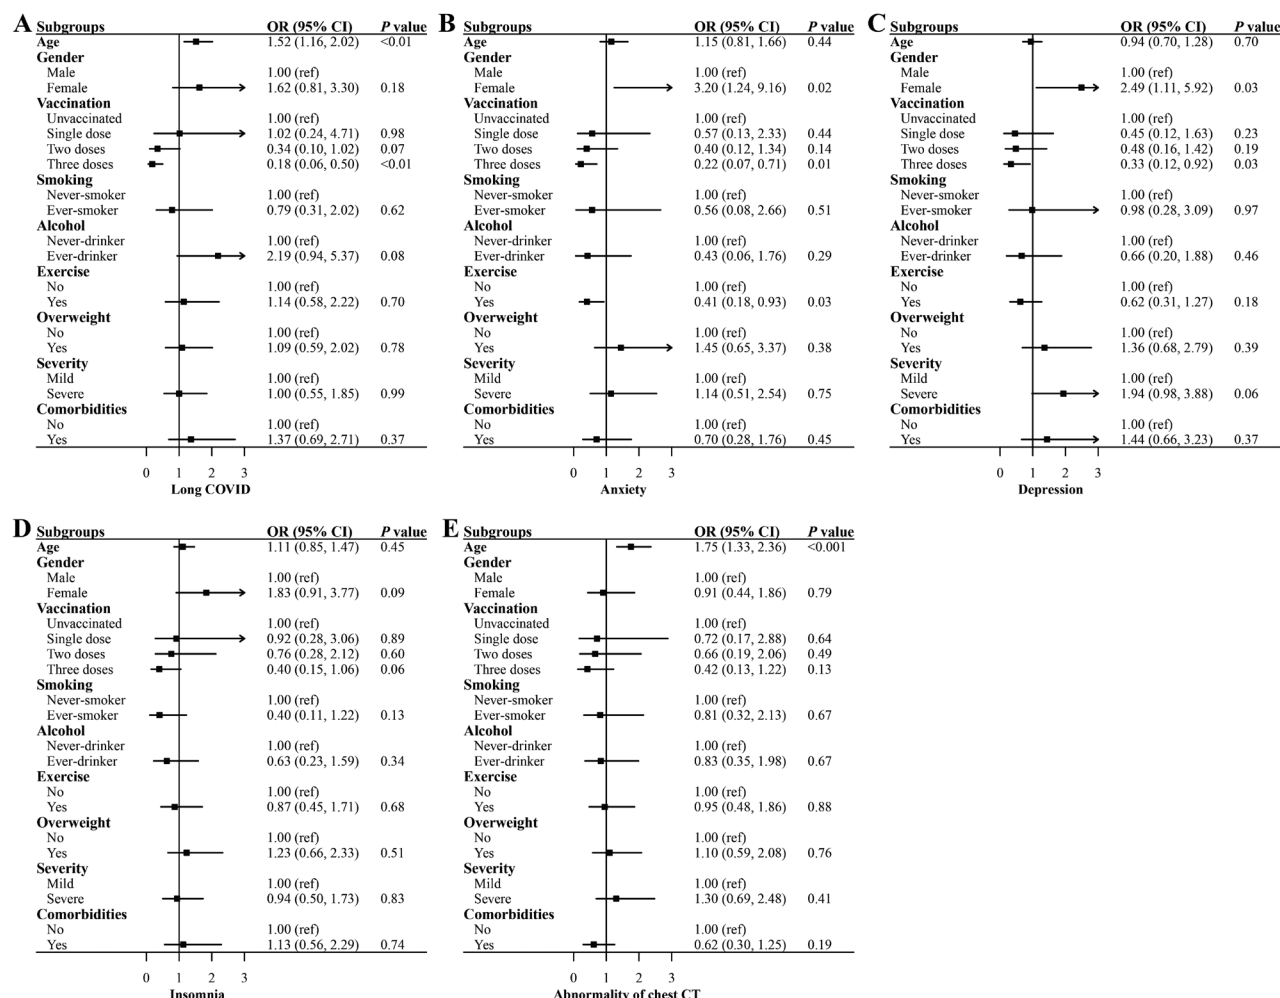 A
Subgroups OR (95% CI) P value
Age 1.52 (1.16, 2.02) <0.01
Gender
Male 1.00 (ref)
Female 1.62 (0.81, 3.30) 0.18
Vaccination
Unvaccinated 1.00 (ref)
Single dose 1.02 (0.24, 4.71) 0.98
Two doses 0.34 (0.10, 1.02) 0.07
Three doses 0.18 (0.06, 0.50) <0.01
Smoking
Never-smoker 1.00 (ref)
Ever-smoker 0.79 (0.31, 2.02) 0.62
Alcohol
Never-drinker 1.00 (ref)
Ever-drinker 2.19 (0.94, 5.37) 0.08
Exercise
No 1.00 (ref)
Yes 1.14 (0.58, 2.22) 0.70
Overweight
No 1.00 (ref)
Yes 1.09 (0.59, 2.02) 0.78
Severity
Mild 1.00 (ref)
Severe 1.00 (0.55, 1.85) 0.99
Comorbidities
No 1.00 (ref)
Yes 1.37 (0.69, 2.71) 0.37
0 1 2 3
Long COVID
B
Subgroups OR (95% CI) P value
Age 1.15 (0.81, 1.66) 0.44
Gender
Male 1.00 (ref)
Female 3.20 (1.24, 9.16) 0.02
Vaccination
Unvaccinated 1.00 (ref)
Single dose 0.57 (0.13, 2.33) 0.44
Two doses 0.40 (0.12, 1.34) 0.14
Three doses 0.22 (0.07, 0.71) 0.01
Smoking
Never-smoker 1.00 (ref)
Ever-smoker 0.56 (0.08, 2.66) 0.51
Alcohol
Never-drinker 1.00 (ref)
Ever-drinker 0.43 (0.06, 1.76) 0.29
Exercise
No 1.00 (ref)
Yes 0.41 (0.18, 0.93) 0.03
Overweight
No 1.00 (ref)
Yes 1.45 (0.65, 3.37) 0.38
Severity
Mild 1.00 (ref)
Severe 1.14 (0.51, 2.54) 0.75
Comorbidities
No 1.00 (ref)
Yes 0.70 (0.28, 1.76) 0.45
0 1 2 3
Anxiety
C
Subgroups OR (95% CI) P value
Age 0.94 (0.70, 1.28) 0.70
Gender
Male 1.00 (ref)
Female 2.49 (1.11, 5.92) 0.03
Vaccination
Unvaccinated 1.00 (ref)
Single dose 0.45 (0.12, 1.63) 0.23
Two doses 0.48 (0.16, 1.42) 0.19
Three doses 0.33 (0.12, 0.92) 0.03
Smoking
Never-smoker 1.00 (ref)
Ever-smoker 0.98 (0.28, 3.09) 0.97
Alcohol
Never-drinker 1.00 (ref)
Ever-drinker 0.66 (0.20, 1.88) 0.46
Exercise
No 1.00 (ref)
Yes 0.62 (0.31, 1.27) 0.18
Overweight
No 1.00 (ref)
Yes 1.36 (0.68, 2.79) 0.39
Severity
Mild 1.00 (ref)
Severe 1.94 (0.98, 3.88) 0.06
Comorbidities
No 1.00 (ref)
Yes 1.44 (0.66, 3.23) 0.37
0 1 2 3
Depression
D
Subgroups OR (95% CI) P value
Age 1.11 (0.85, 1.47) 0.45
Gender
Male 1.00 (ref)
Female 1.83 (0.91, 3.77) 0.09
Vaccination
Unvaccinated 1.00 (ref)
Single dose 0.92 (0.28, 3.06) 0.89
Two doses 0.76 (0.28, 2.12) 0.60
Three doses 0.40 (0.15, 1.06) 0.06
Smoking
Never-smoker 1.00 (ref)
Ever-smoker 0.40 (0.11, 1.22) 0.13
Alcohol
Never-drinker 1.00 (ref)
Ever-drinker 0.63 (0.23, 1.59) 0.34
Exercise
No 1.00 (ref)
Yes 0.87 (0.45, 1.71) 0.68
Overweight
No 1.00 (ref)
Yes 1.23 (0.66, 2.33) 0.51
Severity
Mild 1.00 (ref)
Severe 0.94 (0.50, 1.73) 0.83
Comorbidities
No 1.00 (ref)
Yes 1.13 (0.56, 2.29) 0.74
0 1 2 3
Insomnia
E
Subgroups OR (95% CI) P value
Age 1.75 (1.33, 2.36) <0.001
Gender
Male 1.00 (ref)
Female 0.91 (0.44, 1.86) 0.79
Vaccination
Unvaccinated 1.00 (ref)
Single dose 0.72 (0.17, 2.88) 0.64
Two doses 0.66 (0.19, 2.06) 0.49
Three doses 0.42 (0.13, 1.22) 0.13
Smoking
Never-smoker 1.00 (ref)
Ever-smoker 0.81 (0.32, 2.13) 0.67
Alcohol
Never-drinker 1.00 (ref)
Ever-drinker 0.83 (0.35, 1.98) 0.67
Exercise
No 1.00 (ref)
Yes 0.95 (0.48, 1.86) 0.88
Overweight
No 1.00 (ref)
Yes 1.10 (0.59, 2.08) 0.76
Severity
Mild 1.00 (ref)
Severe 1.30 (0.69, 2.48) 0.41
Comorbidities
No 1.00 (ref)
Yes 0.62 (0.30, 1.25) 0.19
0 1 2 3
Abnormality of chest CT